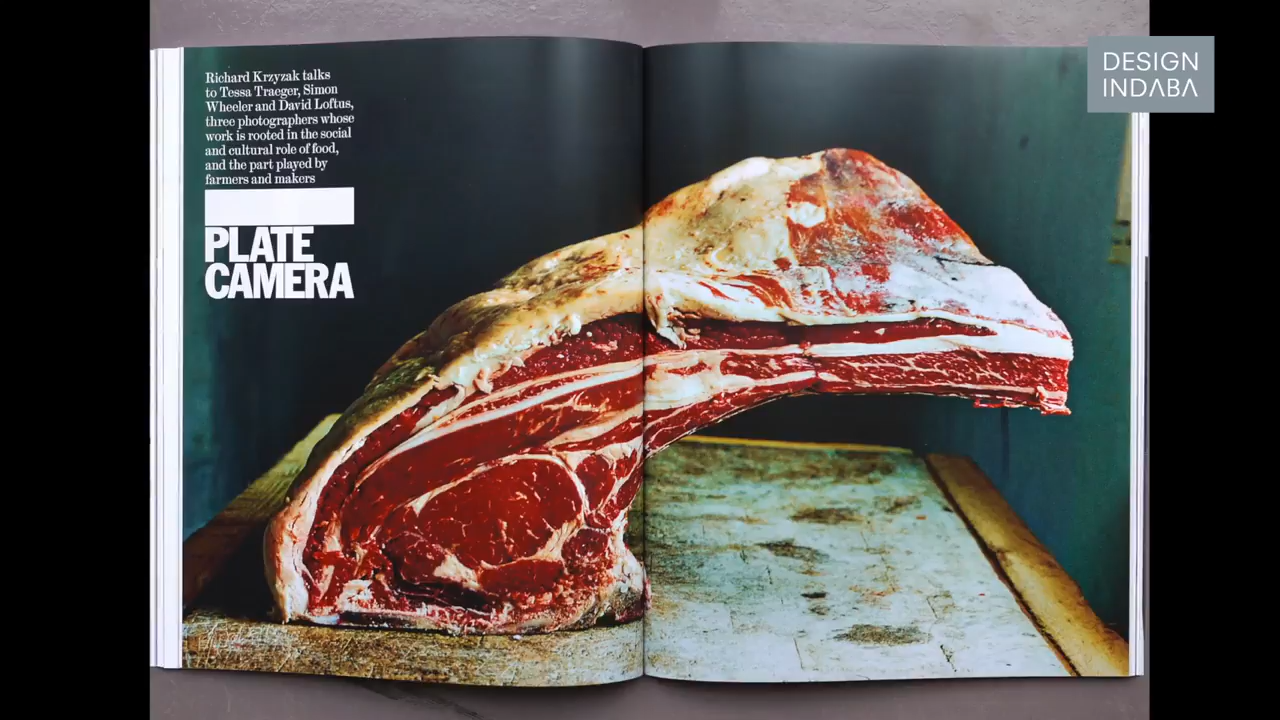 Richard Krzyzak talks
to Tessa Traeger, Simon
Wheeler and David Loftus,
three photographers whose
work is rooted in the social
and cultural role of food,
and the part played by
farmers and makers
PLATE
CAMERA
DESIGN
INDABA